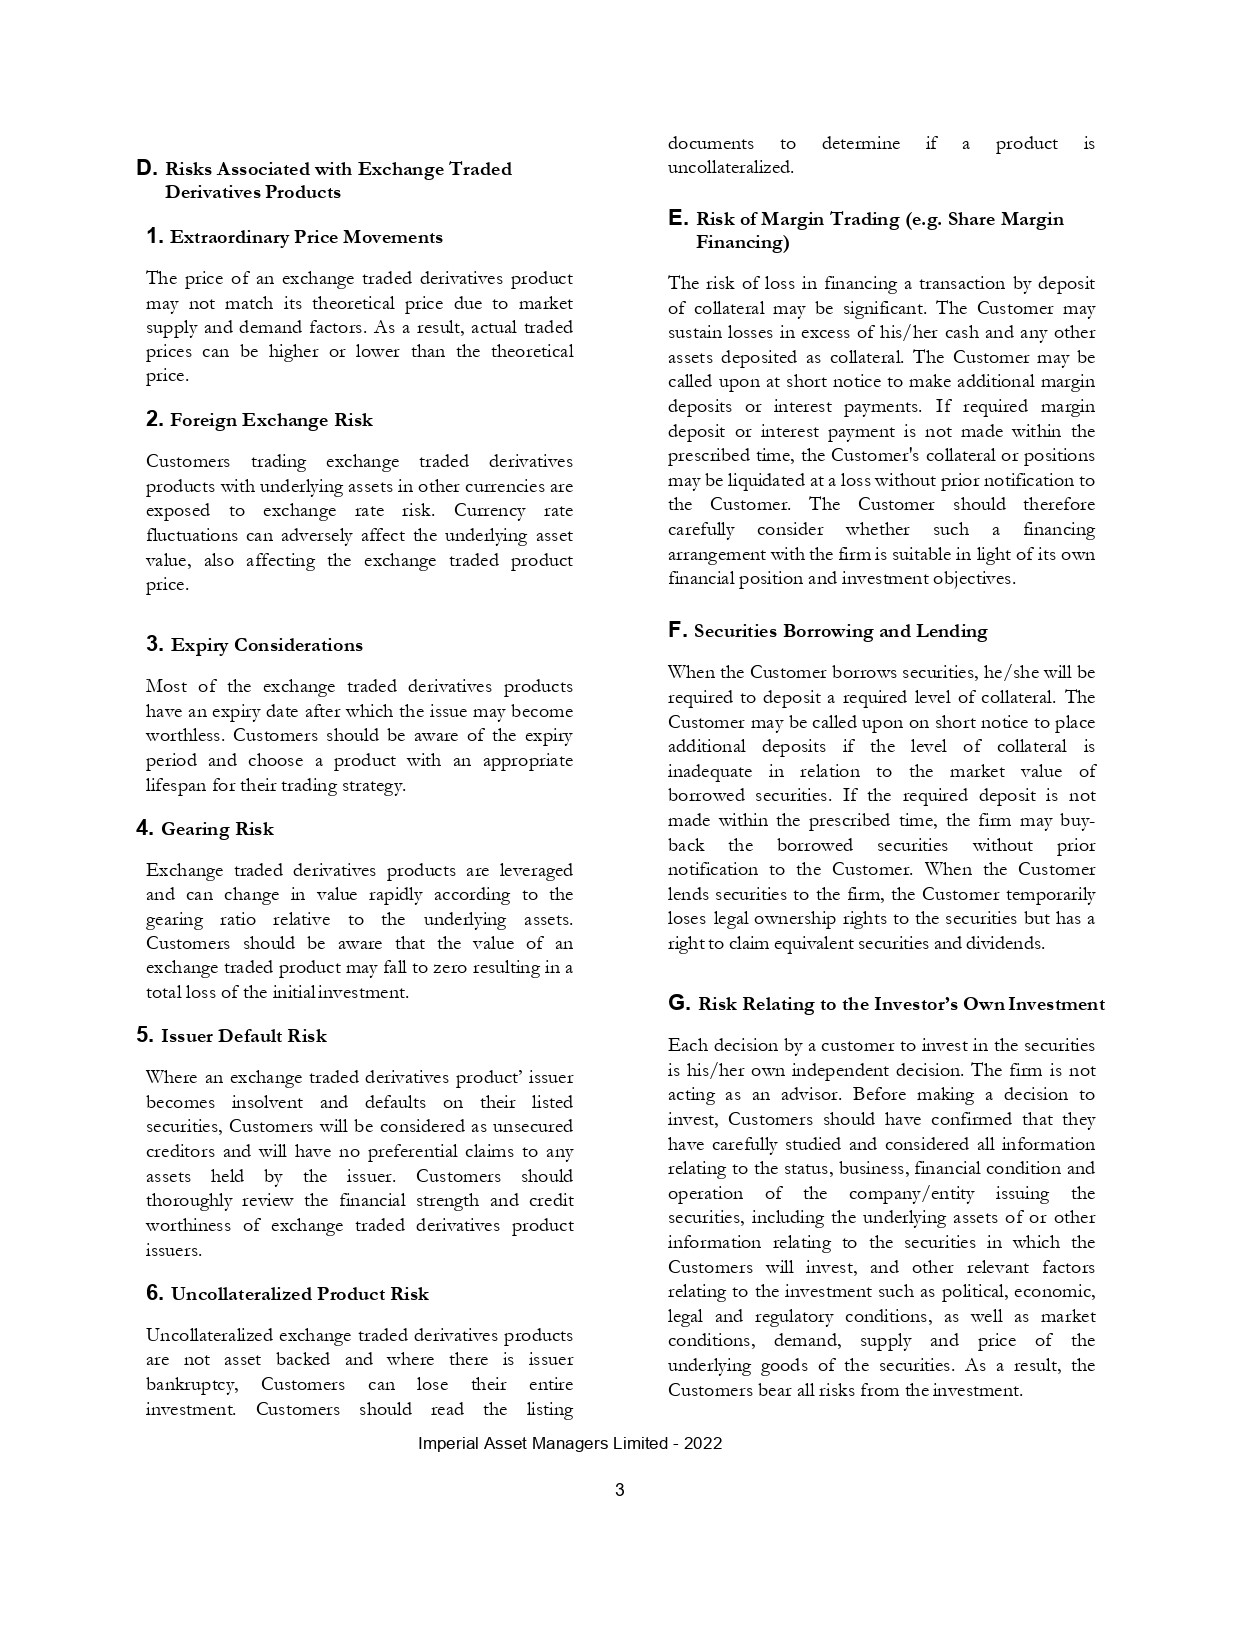 D. Risks Associated with Exchange Traded
Derivatives Products
1. Extraordinary Price Movements
The price of an exchange traded derivatives product
may not match its theoretical price due to market
supply and demand factors. As a result, actual traded
prices can be higher or lower than the theoretical
price.
2. Foreign Exchange Risk
Customers trading exchange traded derivatives
products with underlying assets in other currencies are
exposed to exchange rate risk. Currency rate
fluctuations can adversely affect the underlying asset
value, also affecting the exchange traded product
price.
3. Expiry Considerations
Most of the exchange traded derivatives products
have an expiry date after which the issue may become
worthless. Customers should be aware of the expiry
period and choose a product with an appropriate
lifespan for their trading strategy.
4. Gearing Risk
Exchange traded derivatives products are leveraged
and can change in value rapidly according to the
gearing ratio relative to the underlying assets.
Customers should be aware that the value of an
exchange traded product may fall to zero resulting in a
total loss of the initial investment.
5. Issuer Default Risk
Where an exchange traded derivatives product’ issuer
becomes insolvent and defaults on their listed
securities, Customers will be considered as unsecured
creditors and will have no preferential claims to any
assets held by the issuer. Customers should
thoroughly review the financial strength and credit
worthiness of exchange traded derivatives product
issuers.
6. Uncollateralized Product Risk
Uncollateralized exchange traded derivatives products
are not asset backed and where there is issuer
bankruptcy, Customers can lose their entire
investment. Customers should read the listing
documents to determine if a product is
uncollateralized.
E. Risk of Margin Trading (e.g. Share Margin
Financing)
The risk of loss in financing a transaction by deposit
of collateral may be significant. The Customer may
sustain losses in excess of his/her cash and any other
assets deposited as collateral. The Customer may be
called upon at short notice to make additional margin
deposits or interest payments. If required margin
deposit or interest payment is not made within the
prescribed time, the Customer's collateral or positions
may be liquidated at a loss without prior notification to
the Customer. The Customer should therefore
carefully consider whether such a financing
arrangement with the firm is suitable in light of its own
financial position and investment objectives.
F. Securities Borrowing and Lending
When the Customer borrows securities, he/she will be
required to deposit a required level of collateral. The
Customer may be called upon on short notice to place
additional deposits if the level of collateral is
inadequate in relation to the market value of
borrowed securities. If the required deposit is not
made within the prescribed time, the firm may buy-
back the borrowed securities without prior
notification to the Customer. When the Customer
lends securities to the firm, the Customer temporarily
loses legal ownership rights to the securities but has a
right to claim equivalent securities and dividends.
G. Risk Relating to the Investor’s Own Investment
Each decision by a customer to invest in the securities
is his/her own independent decision. The firm is not
acting as an advisor. Before making a decision to
invest, Customers should have confirmed that they
have carefully studied and considered all information
relating to the status, business, financial condition and
operation of the company/entity issuing the
securities, including the underlying assets of or other
information relating to the securities in which the
Customers will invest, and other relevant factors
relating to the investment such as political, economic,
legal and regulatory conditions, as well as market
conditions, demand, supply and price of the
underlying goods of the securities. As a result, the
Customers bear all risks from the investment.
Imperial Asset Managers Limited - 2022
3